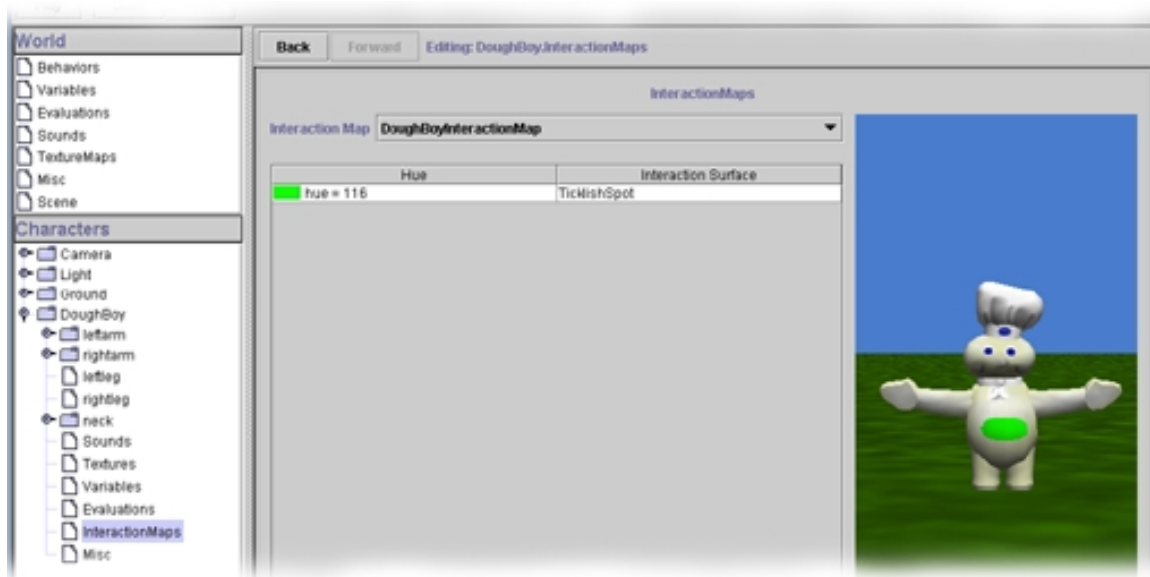 World
Behaviors
Variables
Evaluations
Sounds
TextureMaps
Misc
Scene
Characters
Camera
Light
Ground
DoughBoy
leftarm
rightarm
leftleg
rightleg
neck
Sounds
Textures
Variables
Evaluations
InteractionMaps
Misc
Back Forward Editing: DoughBoy.InteractionMaps
InteractionMaps
Interaction Map DoughBoyInteractionMap
Hue Interaction Surface
hue = 116 TicklishSpot